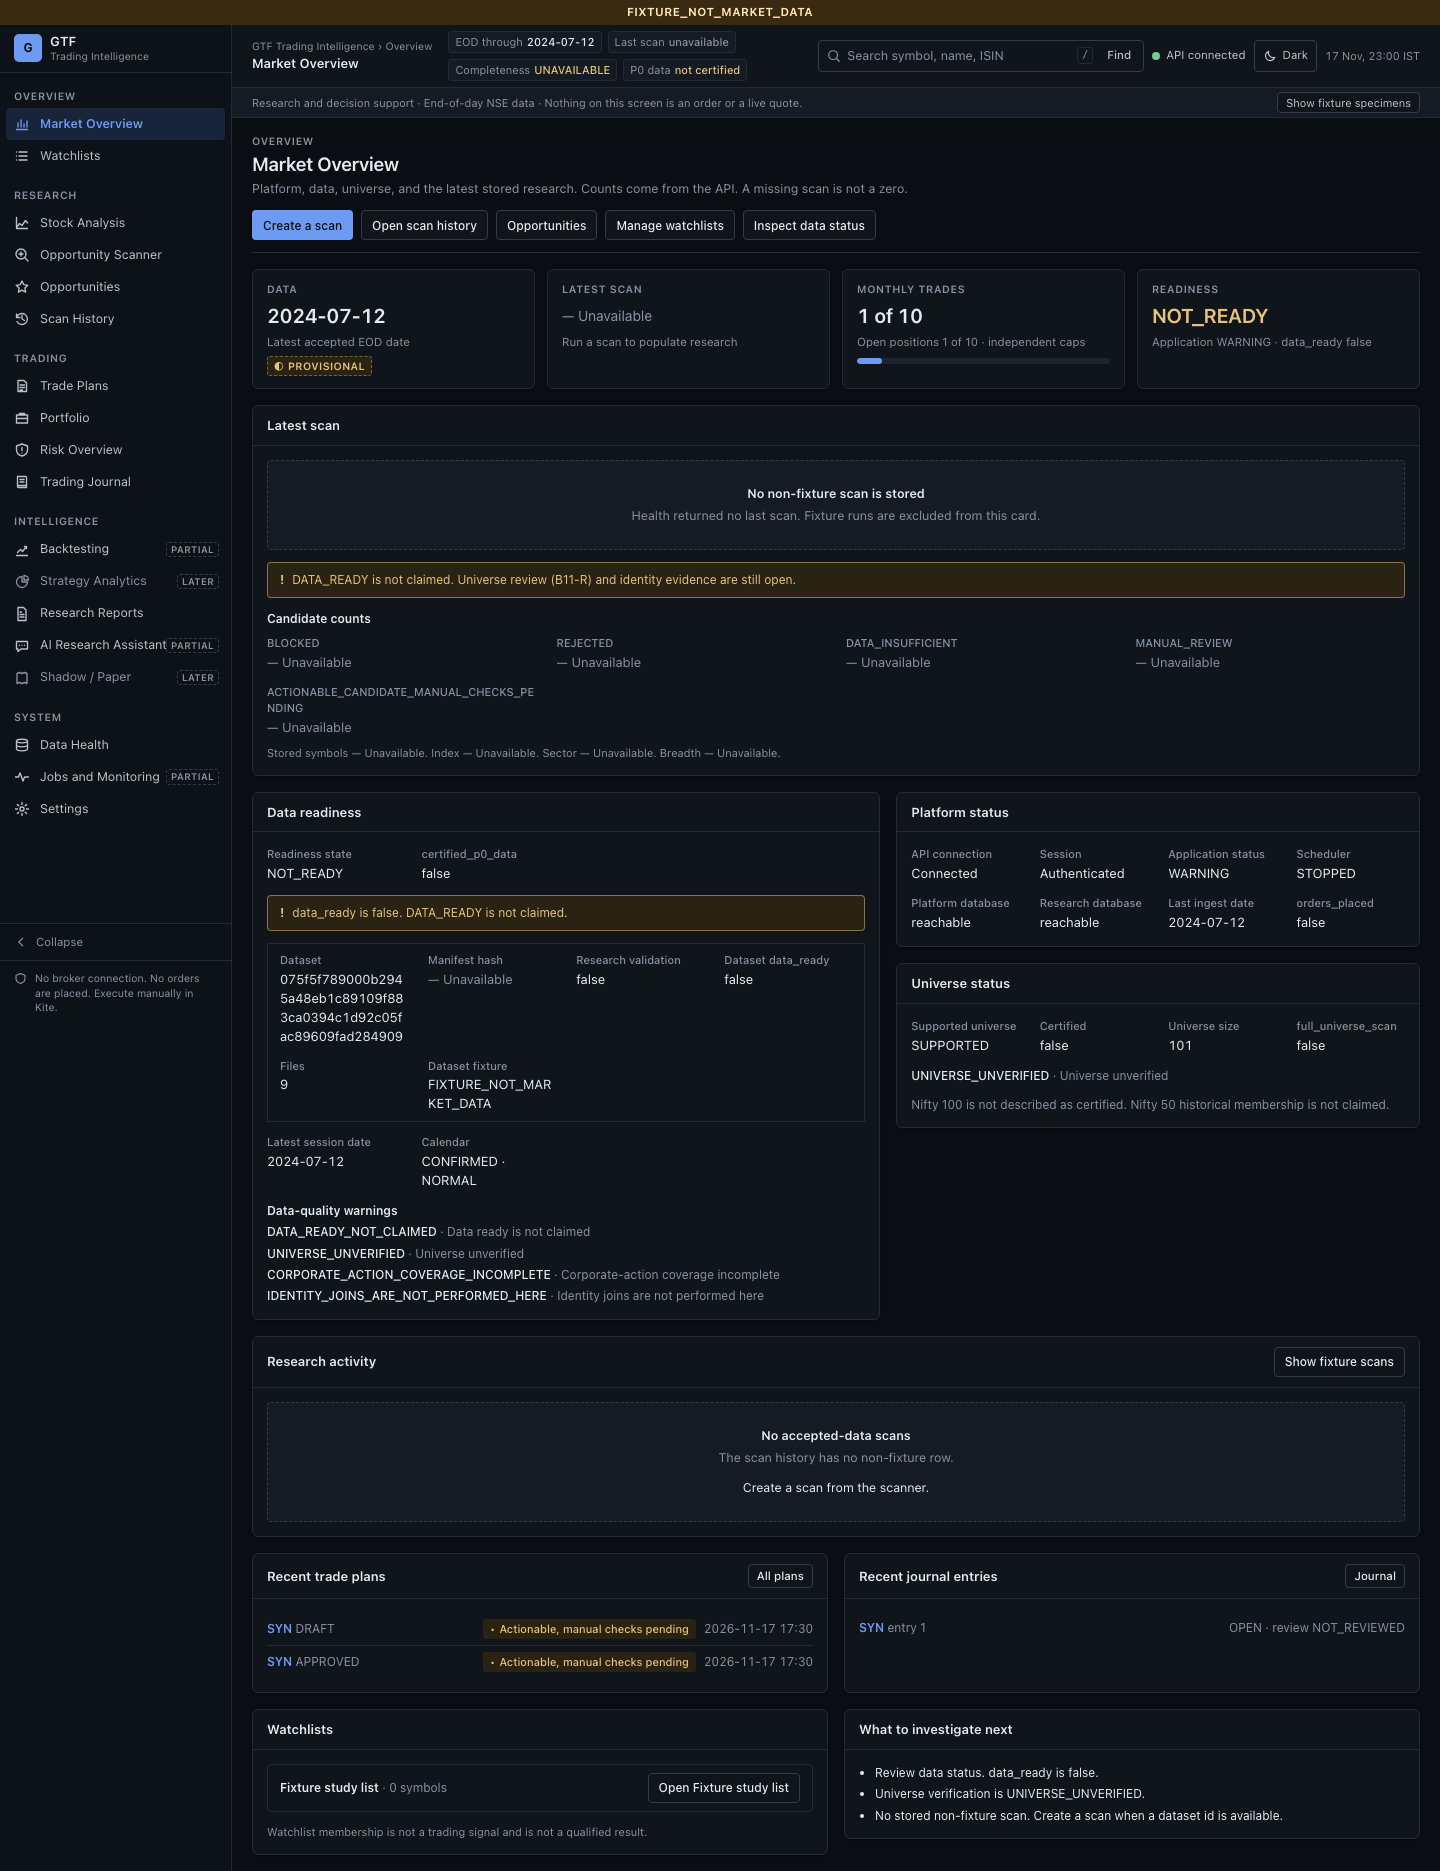 FIXTURE_NOT_MARKET_DATA
G
GTF
Trading Intelligence
OVERVIEW
Market Overview
Watchlists
RESEARCH
Stock Analysis
Opportunity Scanner
Opportunities
Scan History
TRADING
Trade Plans
Portfolio
Risk Overview
Trading Journal
INTELLIGENCE
Backtesting PARTIAL
Strategy Analytics LATER
Research Reports
AI Research Assistant PARTIAL
Shadow / Paper LATER
SYSTEM
Data Health
Jobs and Monitoring PARTIAL
Settings
Collapse
No broker connection. No orders
are placed. Execute manually in
Kite.
GTF Trading Intelligence › Overview
Market Overview
EOD through 2024-07-12 Last scan unavailable
Completeness UNAVAILABLE P0 data not certified
Search symbol, name, ISIN / Find
API connected
Dark
17 Nov, 23:00 IST
Research and decision support · End-of-day NSE data · Nothing on this screen is an order or a live quote.
Show fixture specimens
OVERVIEW
Market Overview
Platform, data, universe, and the latest stored research. Counts come from the API. A missing scan is not a zero.
Create a scan Open scan history Opportunities Manage watchlists Inspect data status
DATA
2024-07-12
Latest accepted EOD date
PROVISIONAL
LATEST SCAN
— Unavailable
Run a scan to populate research
MONTHLY TRADES
1 of 10
Open positions 1 of 10 · independent caps
READINESS
NOT_READY
Application WARNING · data_ready false
Latest scan
No non-fixture scan is stored
Health returned no last scan. Fixture runs are excluded from this card.
! DATA_READY is not claimed. Universe review (B11-R) and identity evidence are still open.
Candidate counts
BLOCKED REJECTED DATA_INSUFFICIENT MANUAL_REVIEW
— Unavailable — Unavailable — Unavailable — Unavailable
ACTIONABLE_CANDIDATE_MANUAL_CHECKS_PE
NDING
— Unavailable
Stored symbols — Unavailable. Index — Unavailable. Sector — Unavailable. Breadth — Unavailable.
Data readiness
Readiness state certified_p0_data
NOT_READY false
! data_ready is false. DATA_READY is not claimed.
Dataset Manifest hash Research validation Dataset data_ready
075f5f789000b294 — Unavailable false false
5a48eb1c89109f88
3ca0394c1d92c05f
ac89609fad284909
Files Dataset fixture
9 FIXTURE_NOT_MAR
KET_DATA
Latest session date Calendar
2024-07-12 CONFIRMED ·
NORMAL
Data-quality warnings
DATA_READY_NOT_CLAIMED · Data ready is not claimed
UNIVERSE_UNVERIFIED · Universe unverified
CORPORATE_ACTION_COVERAGE_INCOMPLETE · Corporate-action coverage incomplete
IDENTITY_JOINS_ARE_NOT_PERFORMED_HERE · Identity joins are not performed here
Platform status
API connection Session Application status Scheduler
Connected Authenticated WARNING STOPPED
Platform database Research database Last ingest date orders_placed
reachable reachable 2024-07-12 false
Universe status
Supported universe Certified Universe size full_universe_scan
SUPPORTED false 101 false
UNIVERSE_UNVERIFIED · Universe unverified
Nifty 100 is not described as certified. Nifty 50 historical membership is not claimed.
Research activity Show fixture scans
No accepted-data scans
The scan history has no non-fixture row.
Create a scan from the scanner.
Recent trade plans All plans
SYN DRAFT • Actionable, manual checks pending 2026-11-17 17:30
SYN APPROVED • Actionable, manual checks pending 2026-11-17 17:30
Recent journal entries Journal
SYN entry 1 OPEN · review NOT_REVIEWED
Watchlists
Fixture study list · 0 symbols Open Fixture study list
Watchlist membership is not a trading signal and is not a qualified result.
What to investigate next
• Review data status. data_ready is false.
• Universe verification is UNIVERSE_UNVERIFIED.
• No stored non-fixture scan. Create a scan when a dataset id is available.